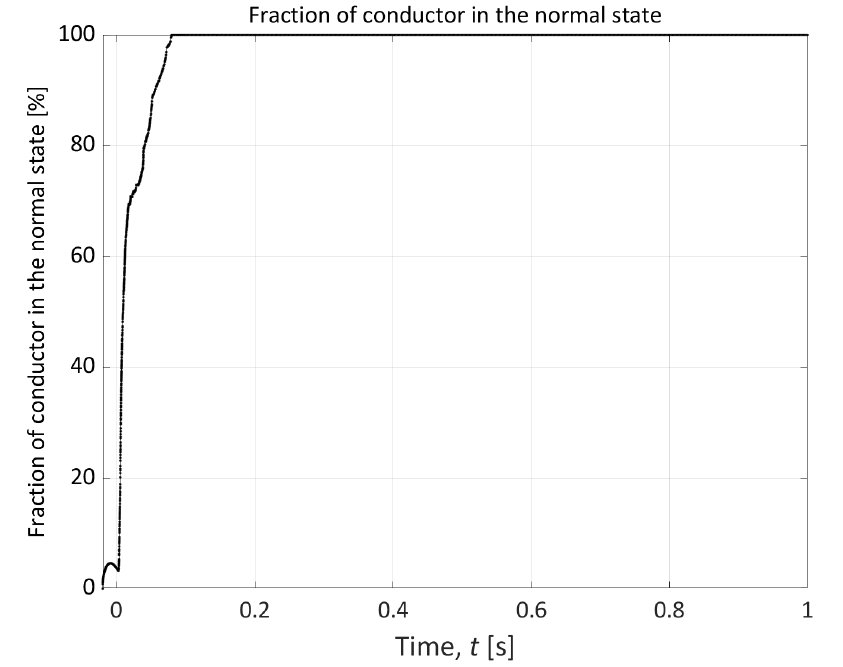 Fraction of conductor in the normal state
Fraction of conductor in the normal state [%]
100
80
60
40
20
0
0 0.2 0.4 0.6 0.8 1
Time, t [s]